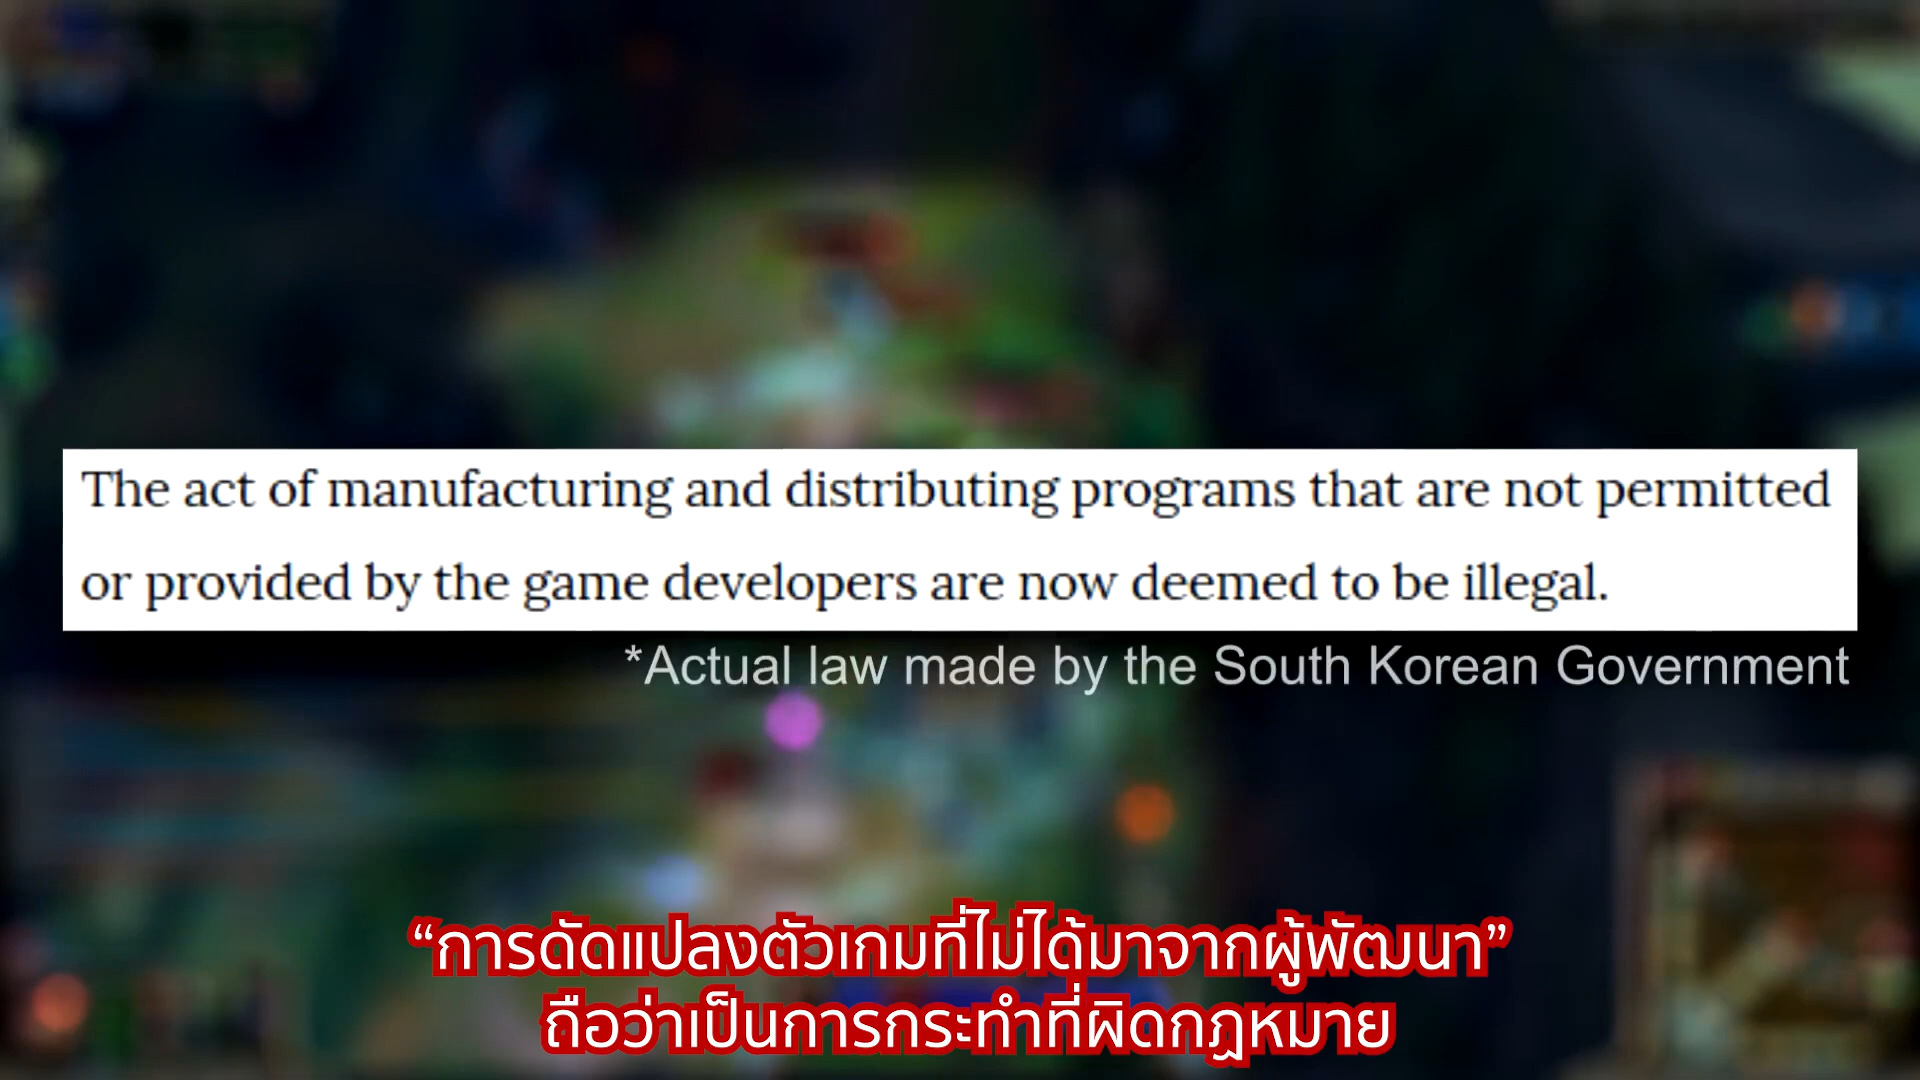 The act of manufacturing and distributing programs that are not permitted
or provided by the game developers are now deemed to be illegal.
*Actual law made by the South Korean Government
“การดัดแปลงตัวเกมที่ไม่ได้มาจากผู้พัฒนา”
ถือว่าเป็นการกระทำที่ผิดกฎหมาย